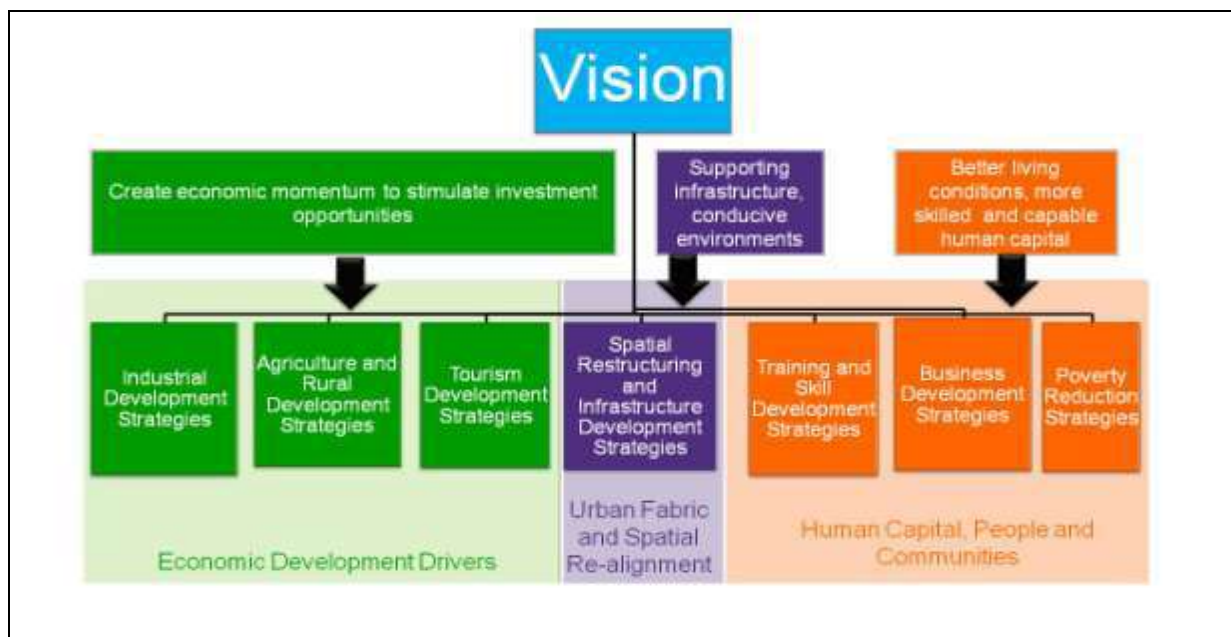 Vision
Create economic momentum to stimulate investment
opportunities
Supporting
infrastructure,
conducive
environments
Better living
conditions, more
skilled and capable
human capital
Industrial
Development
Strategies
Agriculture and
Rural
Development
Strategies
Tourism
Development
Strategies
Spatial
Restructuring
and
Infrastructure
Development
Strategies
Training and
Skill
Development
Strategies
Business
Development
Strategies
Poverty
Reduction
Strategies
Economic Development Drivers
Urban Fabric
and Spatial
Re-alignment
Human Capital, People and
Communities